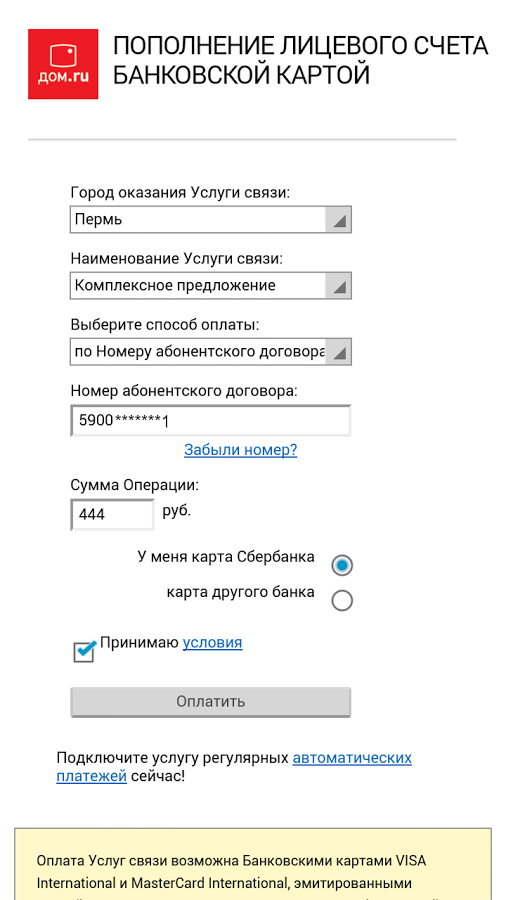 ДОМ.ru
ПОПОЛНЕНИЕ ЛИЦЕВОГО СЧЕТА
БАНКОВСКОЙ КАРТОЙ
Город оказания Услуги связи:
Пермь
Наименование Услуги связи:
Комплексное предложение
Выберите способ оплаты:
по Номеру абонентского договора
Номер абонентского договора:
5900*******1
Забыли номер?
Сумма Операции:
444 руб.
У меня карта Сбербанка
карта другого банка
Принимаю условия
Оплатить
Подключите услугу регулярных автоматических
платежей сейчас!
Оплата Услуг связи возможна Банковскими картами VISA
International и MasterCard International, эмитированными